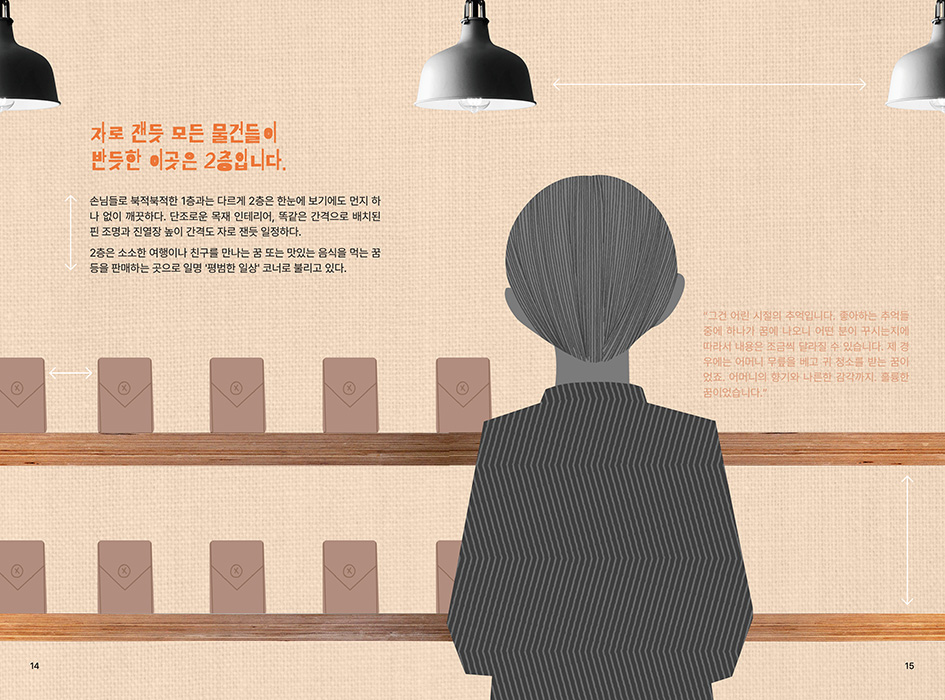 자로 잰듯 모든 물건들이
반듯한 이곳은 2층입니다.
손님들로 북적북적한 1층과는 다르게 2층은 한눈에 보기에도 먼지 하
나 없이 깨끗하다. 단조로운 목재 인테리어, 똑같은 간격으로 배치된
핀 조명과 진열장 높이 간격도 자로 잰듯 일정하다.
2층은 소소한 여행이나 친구를 만나는 꿈 또는 맛있는 음식을 먹는 꿈
등을 판매하는 곳으로 일명 '평범한 일상' 코너로 불리고 있다.
"그건 어린 시절의 추억입니다. 좋아하는 추억들
중에 하나가 꿈에 나오니 어떤 분이 꾸시는지에
따라서 내용은 조금씩 달라질 수 있습니다. 제 경
우에는 어머니 무릎을 베고 귀 청소를 받는 꿈이
었죠. 어머니의 향기와 나른한 감각까지. 훌륭한
꿈이었습니다."
K K K K
K K K K
14
15